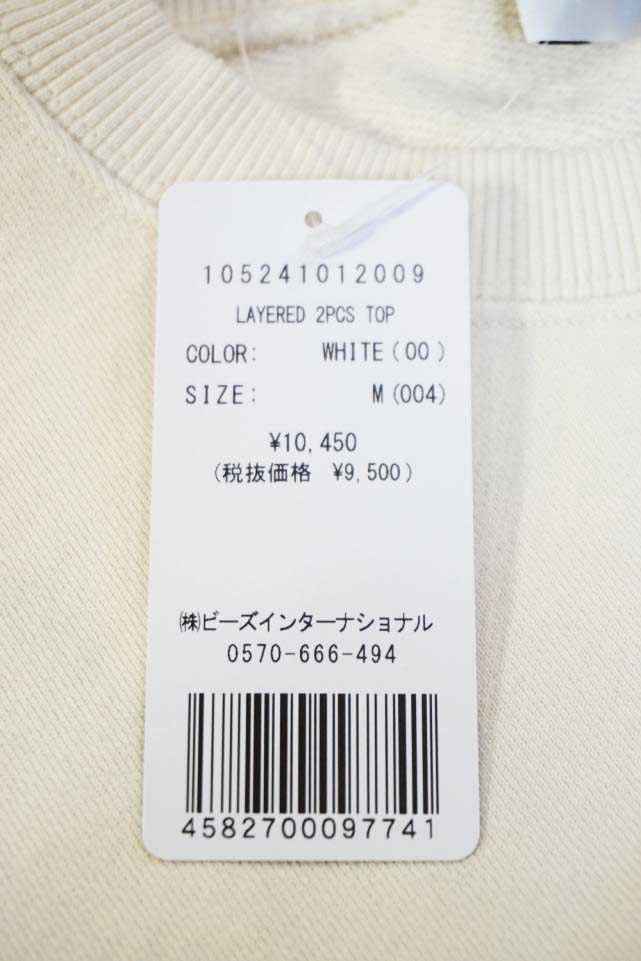 105241012009
LAYERED 2PCS TOP
COLOR: WHITE(00)
SIZE: M(004)
¥10,450
(税抜価格 ¥9,500)
㈱ビーズインターナショナル
0570-666-494
4582700097741